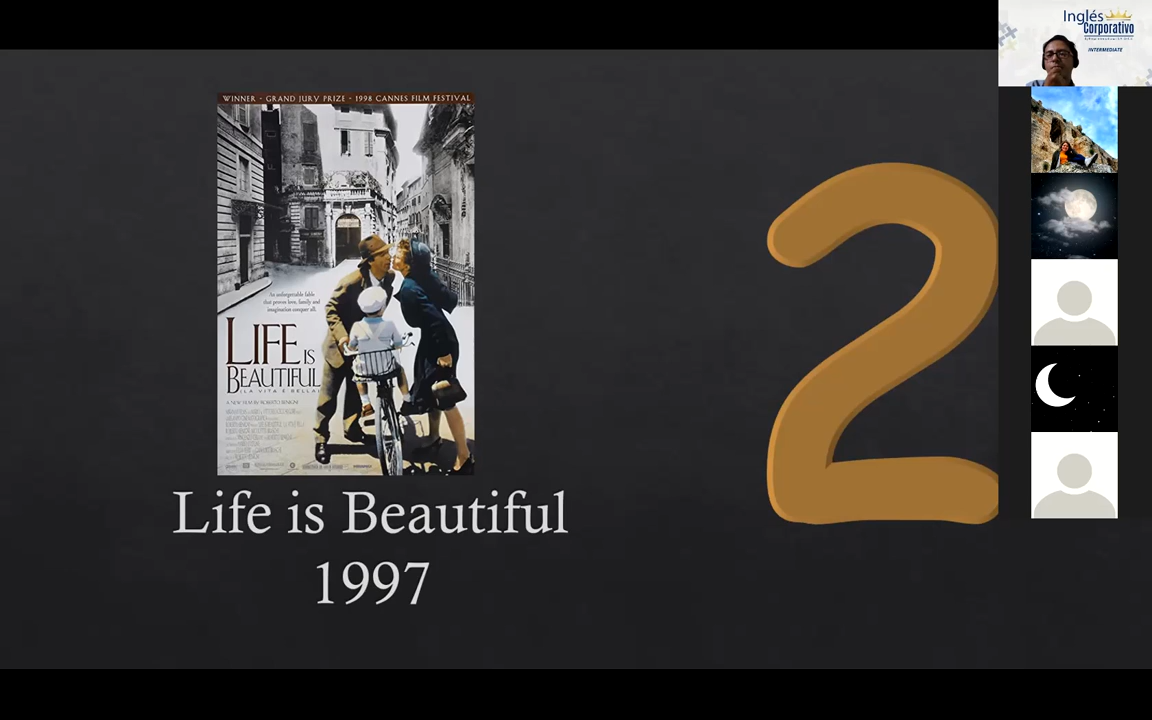 WINNER - GRAND JURY PRIZE - 1998 CANNES FILM FESTIVAL
An unforgettable fable
that proves love, family and
imagination conquer all.
LIFE IS
BEAUTIFUL
(LA VITA È BELLA)
A NEW FILM BY ROBERTO BENIGNI
Life is Beautiful
1997
2
Inglés
Corporativo
INTERMEDIATE